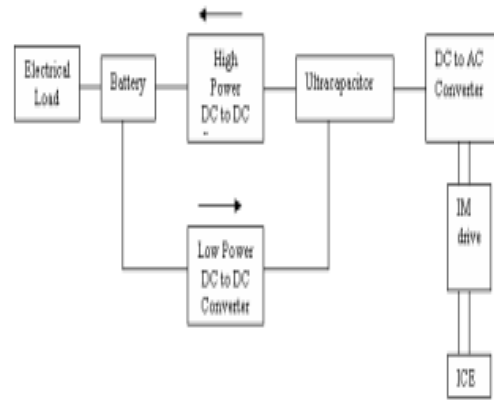 Electrical
Load
Battery
High
Power
DC to DC
Ultracapacitor
DC to AC
Converter
Low Power
DC to DC
Converter
IM
drive
ICE